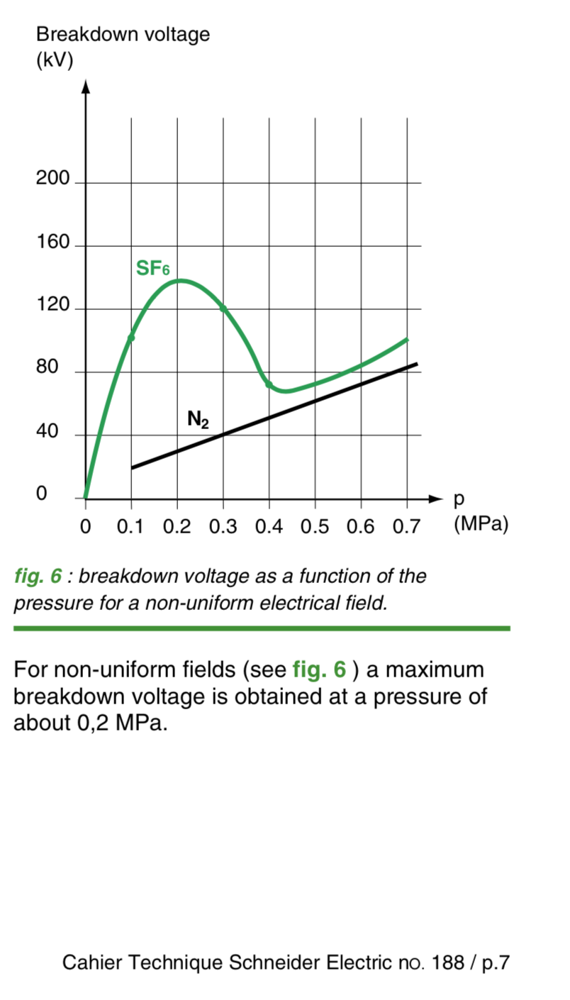 Breakdown voltage
(kV)
200
160
SF6
120
80
N2
40
0
p
0 0.1 0.2 0.3 0.4 0.5 0.6 0.7 (MPa)
fig. 6 : breakdown voltage as a function of the
pressure for a non-uniform electrical field.
For non-uniform fields (see fig. 6 ) a maximum
breakdown voltage is obtained at a pressure of
about 0,2 MPa.
Cahier Technique Schneider Electric no. 188 / p.7